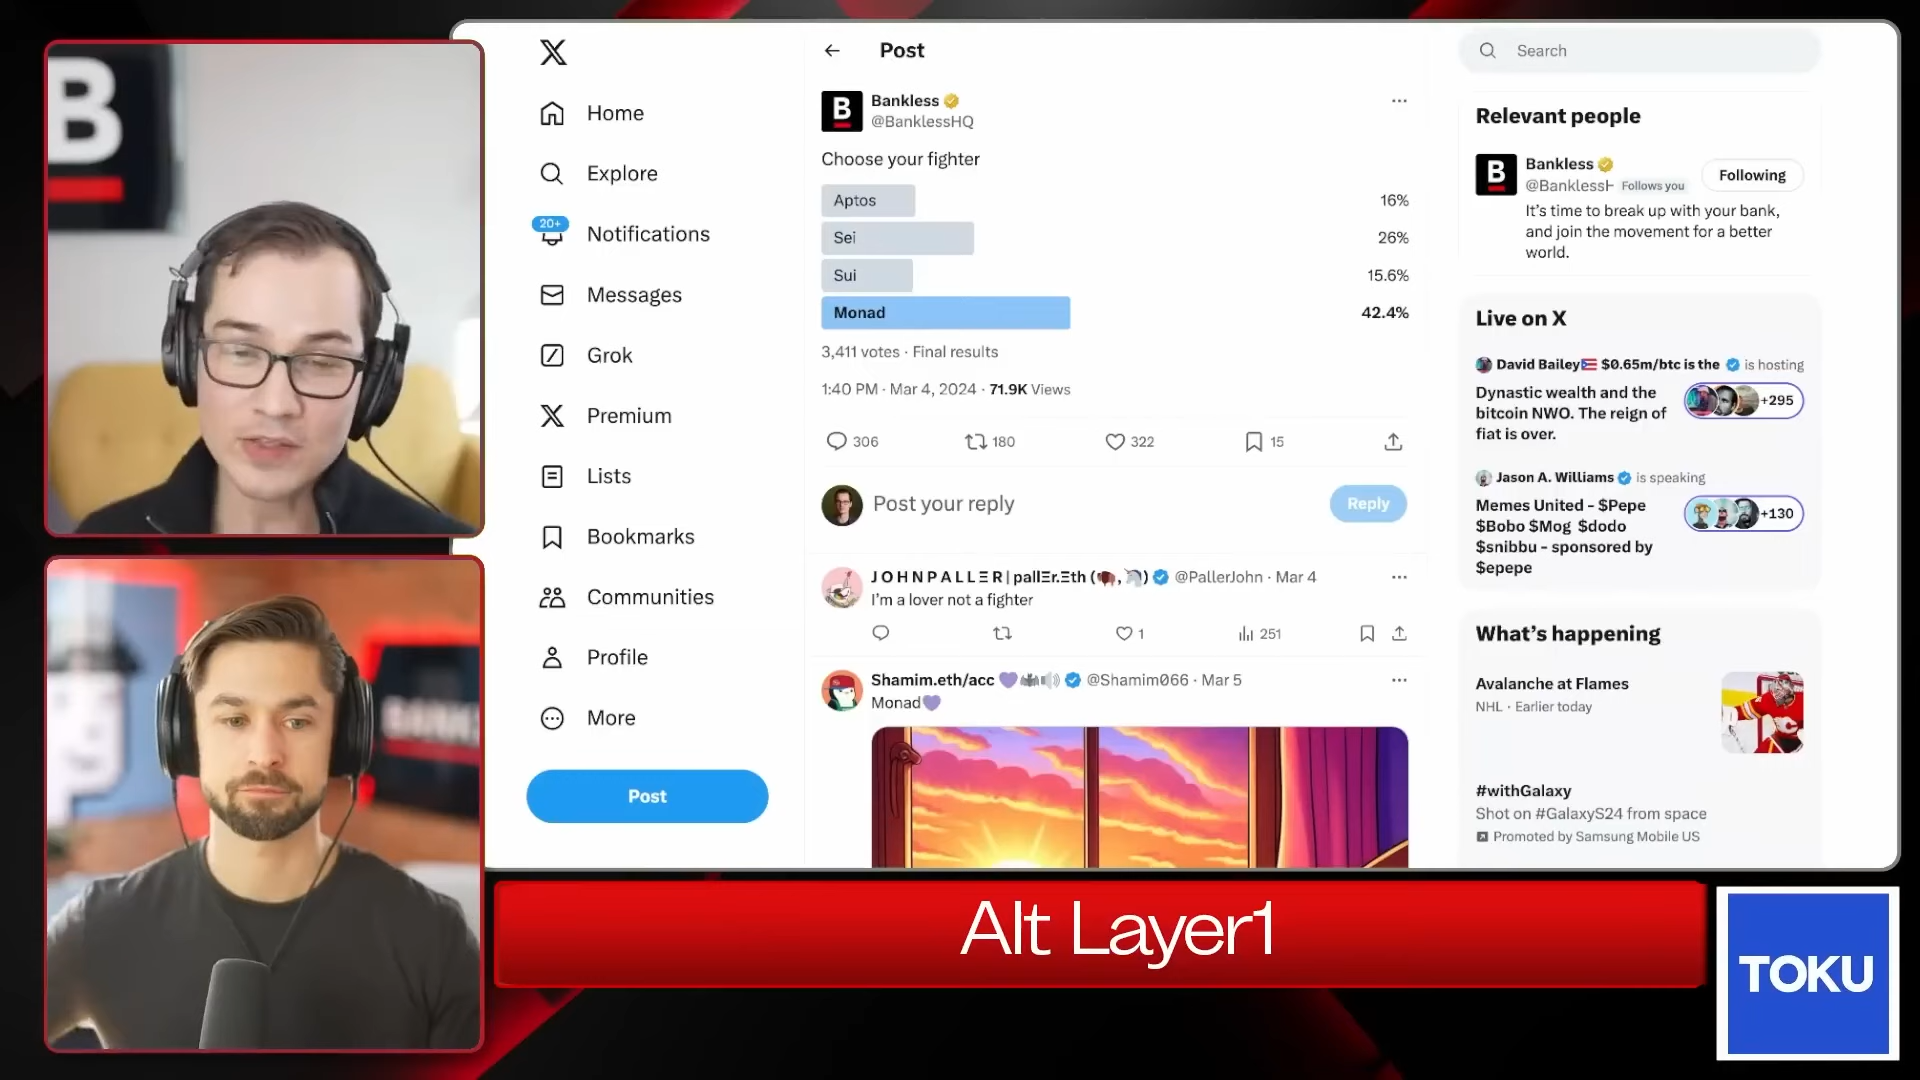 B
Home
Explore
20+
Notifications
Messages
Grok
Premium
Lists
Bookmarks
Communities
Profile
More
Post
Post
B
Bankless
@BanklessHQ
Choose your fighter
Aptos 16%
Sei 26%
Sui 15.6%
Monad 42.4%
3,411 votes · Final results
1:40 PM · Mar 4, 2024 · 71.9K Views
306 180 322 15
Post your reply
Reply
J O H N P A L L Ξ R | pallΞr.Ξth ( , ) @PallerJohn · Mar 4
I'm a lover not a fighter
1 251
Shamim.eth/acc @Shamim066 · Mar 5
Monad
Search
Relevant people
B
Bankless
@BanklessH Follows you
Following
It's time to break up with your bank,
and join the movement for a better
world.
Live on X
David Bailey $0.65m/btc is the is hosting
Dynastic wealth and the
bitcoin NWO. The reign of
fiat is over.
+295
Jason A. Williams is speaking
Memes United - $Pepe
$Bobo $Mog $dodo
$snibbu - sponsored by
$epepe
+130
What's happening
Avalanche at Flames
NHL · Earlier today
#withGalaxy
Shot on #GalaxyS24 from space
Promoted by Samsung Mobile US
Alt Layer1
TOKU